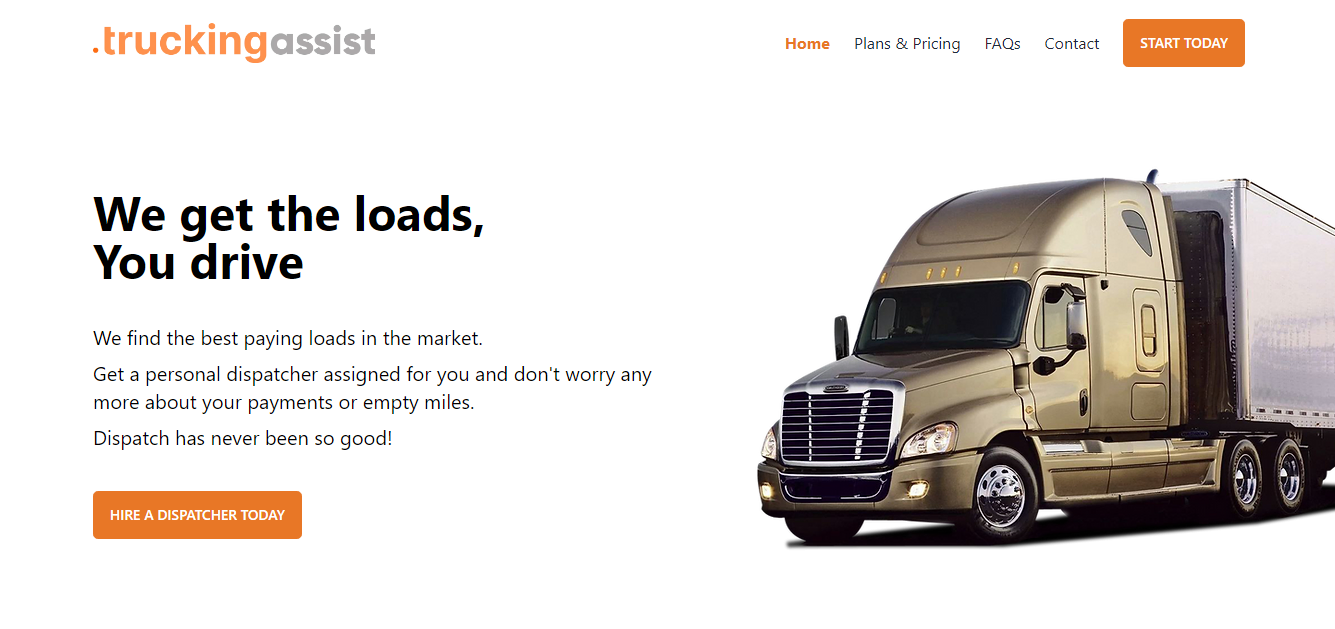 .truckingassist
Home
Plans & Pricing
FAQs
Contact
START TODAY
We get the loads,
You drive
We find the best paying loads in the market.
Get a personal dispatcher assigned for you and don't worry any
more about your payments or empty miles.
Dispatch has never been so good!
HIRE A DISPATCHER TODAY